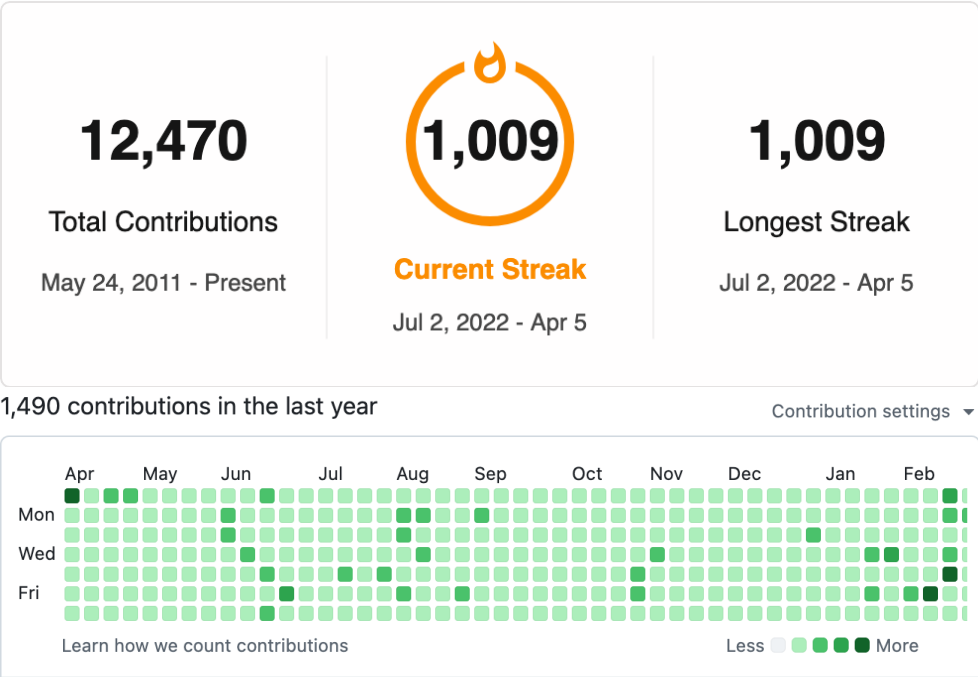 12,470
Total Contributions
May 24, 2011 - Present
1,009
Current Streak
Jul 2, 2022 - Apr 5
1,009
Longest Streak
Jul 2, 2022 - Apr 5
1,490 contributions in the last year
Contribution settings
Apr May Jun Jul Aug Sep Oct Nov Dec Jan Feb
Mon
Wed
Fri
Learn how we count contributions
Less More